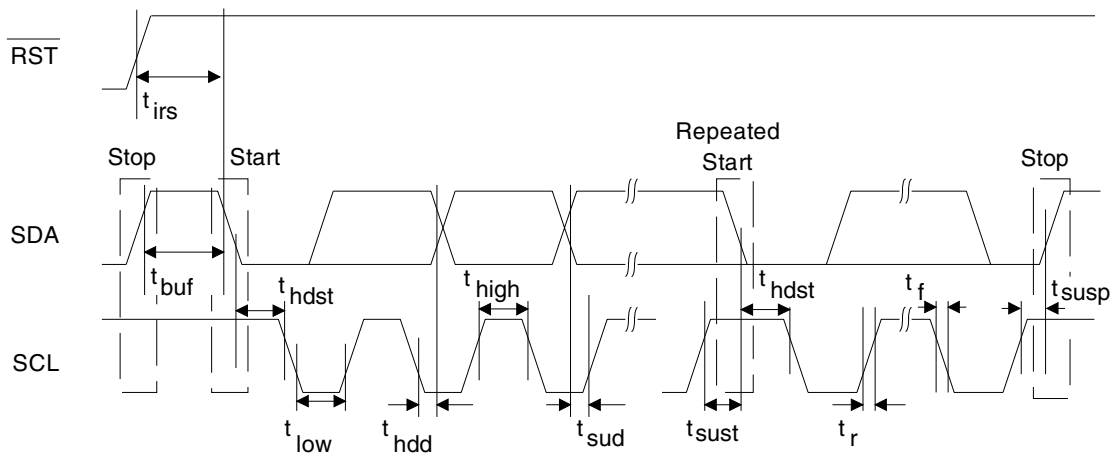 RST
t irs
Repeated
Stop
Start
Start
Stop
SDA
t buf
t hdst
t high
t hdst
t f
t susp
SCL
t low
t hdd
t sud
t sust
t r